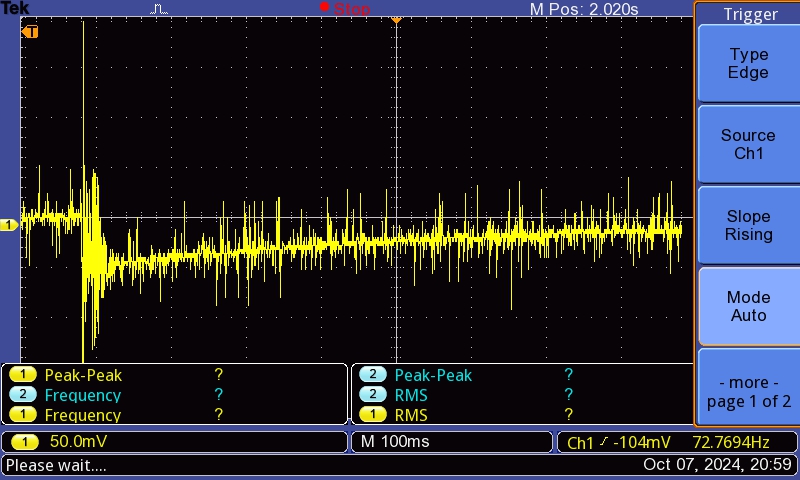 Tek
Stop
M Pos: 2.020s
Trigger
T
Type
Edge
Source
Ch1
Slope
Rising
Mode
Auto
- more -
page 1 of 2
1
1 Peak-Peak ?
2 Frequency ?
1 Frequency ?
2 Peak-Peak ?
2 RMS ?
1 RMS ?
1 50.0mV
M 100ms
Ch1 -104mV 72.7694Hz
Please wait....
Oct 07, 2024, 20:59